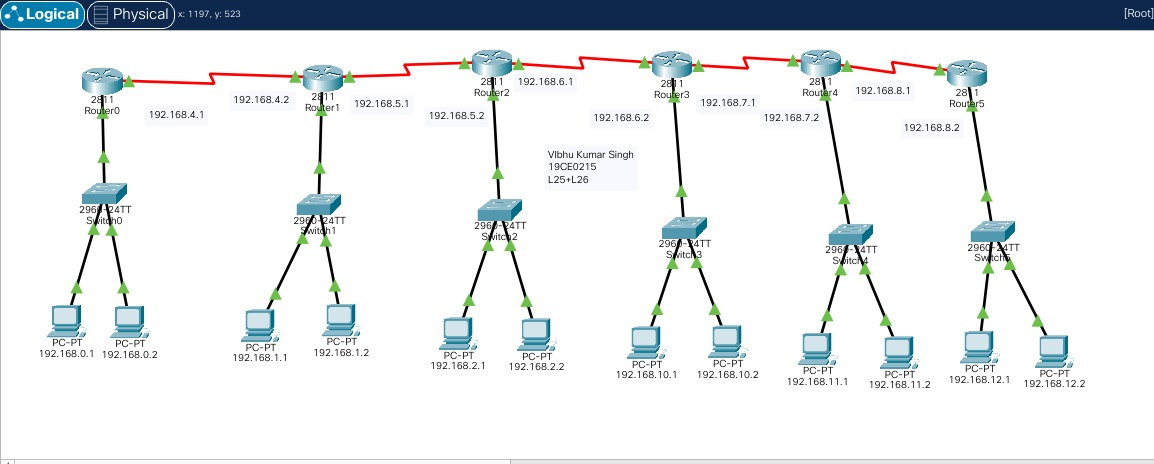 Logical
Physical
x: 1197, y: 523
[Root]
2811
Router0
192.168.4.1
192.168.4.2
2811
Router1
192.168.5.1
192.168.5.2
2811
Router2
192.168.6.1
192.168.6.2
2811
Router3
192.168.7.1
192.168.7.2
2811
Router4
192.168.8.1
192.168.8.2
2811
Router5
VIbhu Kumar Singh
19CE0215
L25+L26
2960-24TT
Switch0
2960-24TT
Switch1
2960-24TT
Switch2
2960-24TT
Switch3
2960-24TT
Switch4
2960-24TT
Switch5
PC-PT
192.168.0.1
PC-PT
192.168.0.2
PC-PT
192.168.1.1
PC-PT
192.168.1.2
PC-PT
192.168.2.1
PC-PT
192.168.2.2
PC-PT
192.168.10.1
PC-PT
192.168.10.2
PC-PT
192.168.11.1
PC-PT
192.168.11.2
PC-PT
192.168.12.1
PC-PT
192.168.12.2